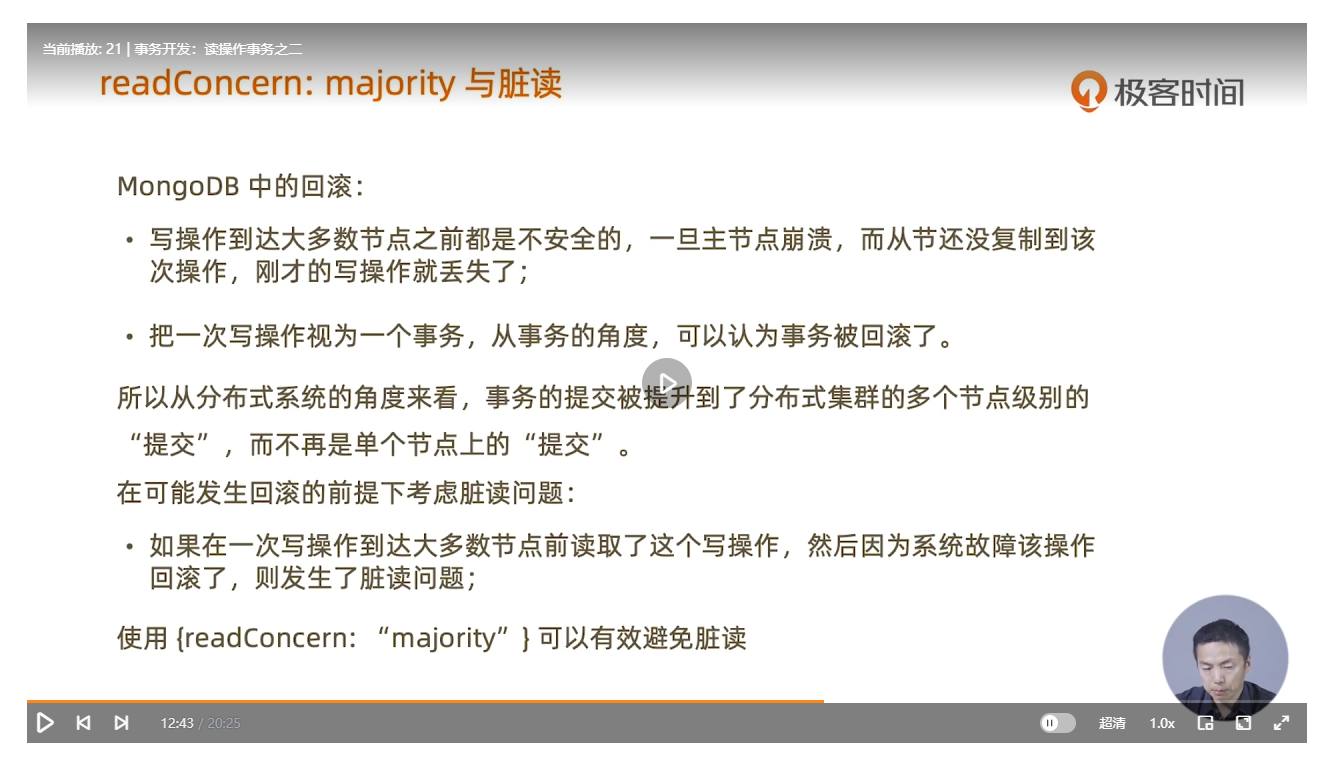 当前播放: 21 | 事务开发：读操作事务之二
readConcern: majority 与脏读
极客时间
MongoDB 中的回滚：
• 写操作到达大多数节点之前都是不安全的，一旦主节点崩溃，而从节还没复制到该
次操作，刚才的写操作就丢失了；
• 把一次写操作视为一个事务，从事务的角度，可以认为事务被回滚了。
所以从分布式系统的角度来看，事务的提交被提升到了分布式集群的多个节点级别的
“提交”，而不再是单个节点上的“提交”。
在可能发生回滚的前提下考虑脏读问题：
• 如果在一次写操作到达大多数节点前读取了这个写操作，然后因为系统故障该操作
回滚了，则发生了脏读问题；
使用 {readConcern: “majority”} 可以有效避免脏读
12:43 / 20:25 超清 1.0x